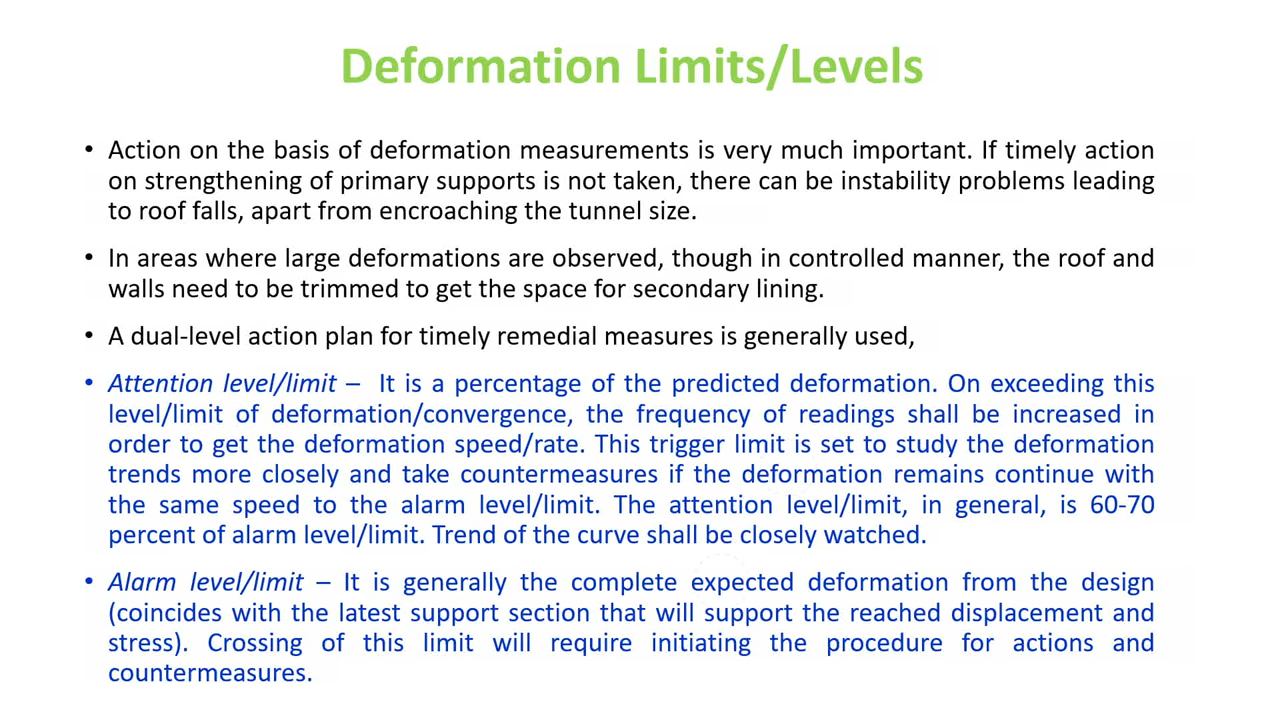 Deformation Limits/Levels
• Action on the basis of deformation measurements is very much important. If timely action
on strengthening of primary supports is not taken, there can be instability problems leading
to roof falls, apart from encroaching the tunnel size.
• In areas where large deformations are observed, though in controlled manner, the roof and
walls need to be trimmed to get the space for secondary lining.
• A dual-level action plan for timely remedial measures is generally used,
• Attention level/limit – It is a percentage of the predicted deformation. On exceeding this
level/limit of deformation/convergence, the frequency of readings shall be increased in
order to get the deformation speed/rate. This trigger limit is set to study the deformation
trends more closely and take countermeasures if the deformation remains continue with
the same speed to the alarm level/limit. The attention level/limit, in general, is 60-70
percent of alarm level/limit. Trend of the curve shall be closely watched.
• Alarm level/limit – It is generally the complete expected deformation from the design
(coincides with the latest support section that will support the reached displacement and
stress). Crossing of this limit will require initiating the procedure for actions and
countermeasures.